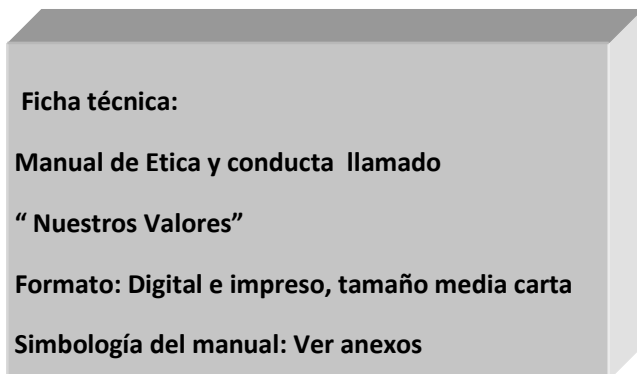 Ficha técnica:
Manual de Etica y conducta llamado
“ Nuestros Valores”
Formato: Digital e impreso, tamaño media carta
Simbología del manual: Ver anexos